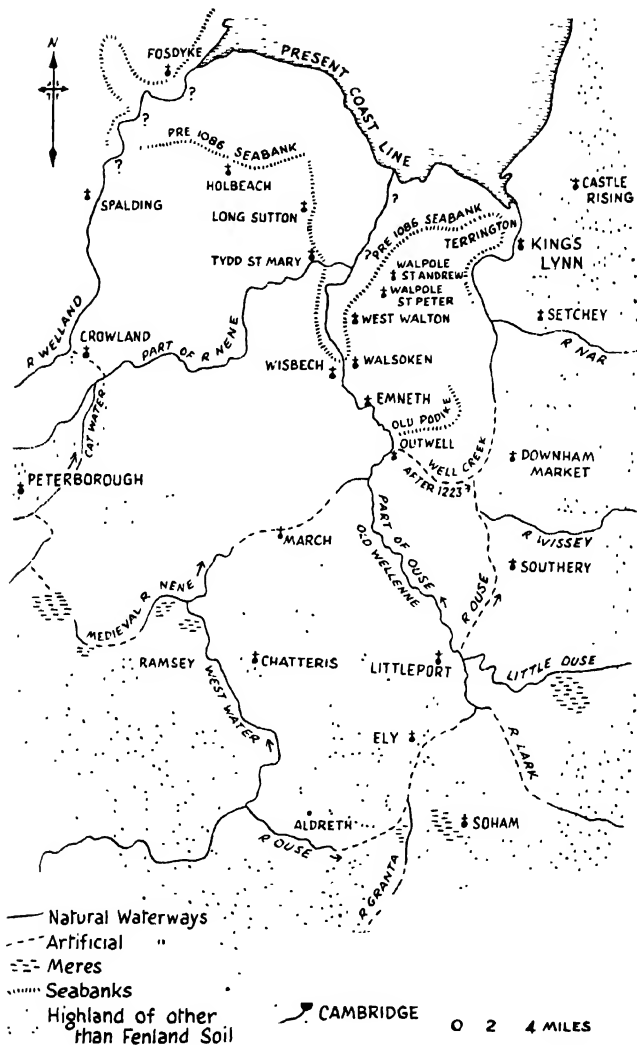 N
FOSDYKE
PRESENT COAST LINE
?
?
?
PRE 1086 SEABANK
HOLBEACH
SPALDING
LONG SUTTON
TYDD ST MARY
?
?
PRE 1086 SEABANK
TERRINGTON
CASTLE
RISING
KINGS
LYNN
WALPOLE
ST ANDREW
WALPOLE
ST PETER
WEST WALTON
SETCHEY
R NAR
R WELLAND
CROWLAND
PART OF R NENE
WISBECH
WALSOKEN
EMNETH
OLD PODIKE
OUTWELL
WELL CREEK
AFTER 1223?
DOWNHAM
MARKET
CAT WATER
PETERBOROUGH
MARCH
PART OF OUSE
OLD WELLENNE
R WISSEY
SOUTHERY
R OUSE
MEDIEVAL R NENE
RAMSEY
WEST WATER
CHATTERIS
LITTLEPORT
LITTLE OUSE
ELY
R LARK
ALDRETH
R OUSE
SOHAM
R GRANTA
Natural Waterways
Artificial "
Meres
Seabanks
Highland of other
than Fenland Soil
CAMBRIDGE
0 2 4 MILES